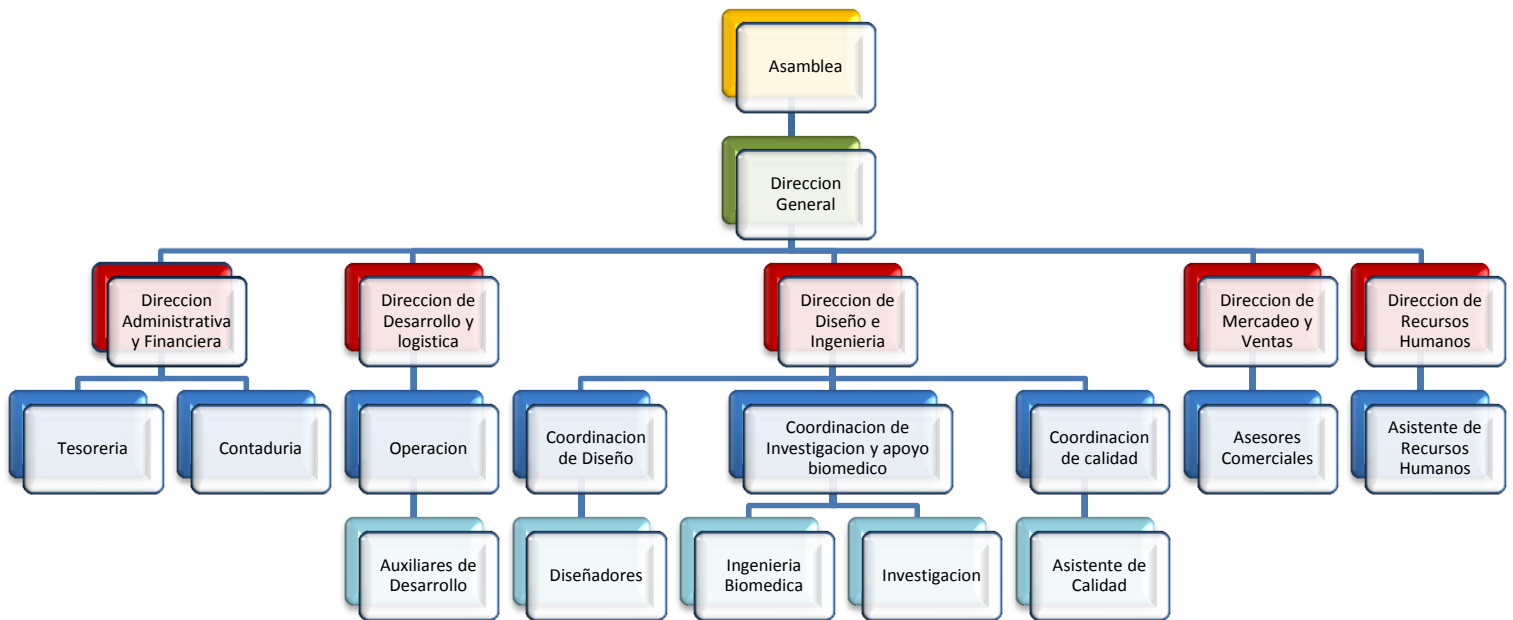 Asamblea
Direccion
General
Direccion
Administrativa
y Financiera
Direccion de
Desarrollo y
logistica
Direccion de
Diseño e
Ingenieria
Direccion de
Mercadeo y
Ventas
Direccion de
Recursos
Humanos
Tesoreria
Contaduria
Operacion
Coordinacion
de Diseño
Coordinacion de
Investigacion y apoyo
biomedico
Coordinacion
de calidad
Asesores
Comerciales
Asistente de
Recursos
Humanos
Auxiliares de
Desarrollo
Diseñadores
Ingenieria
Biomedica
Investigacion
Asistente de
Calidad